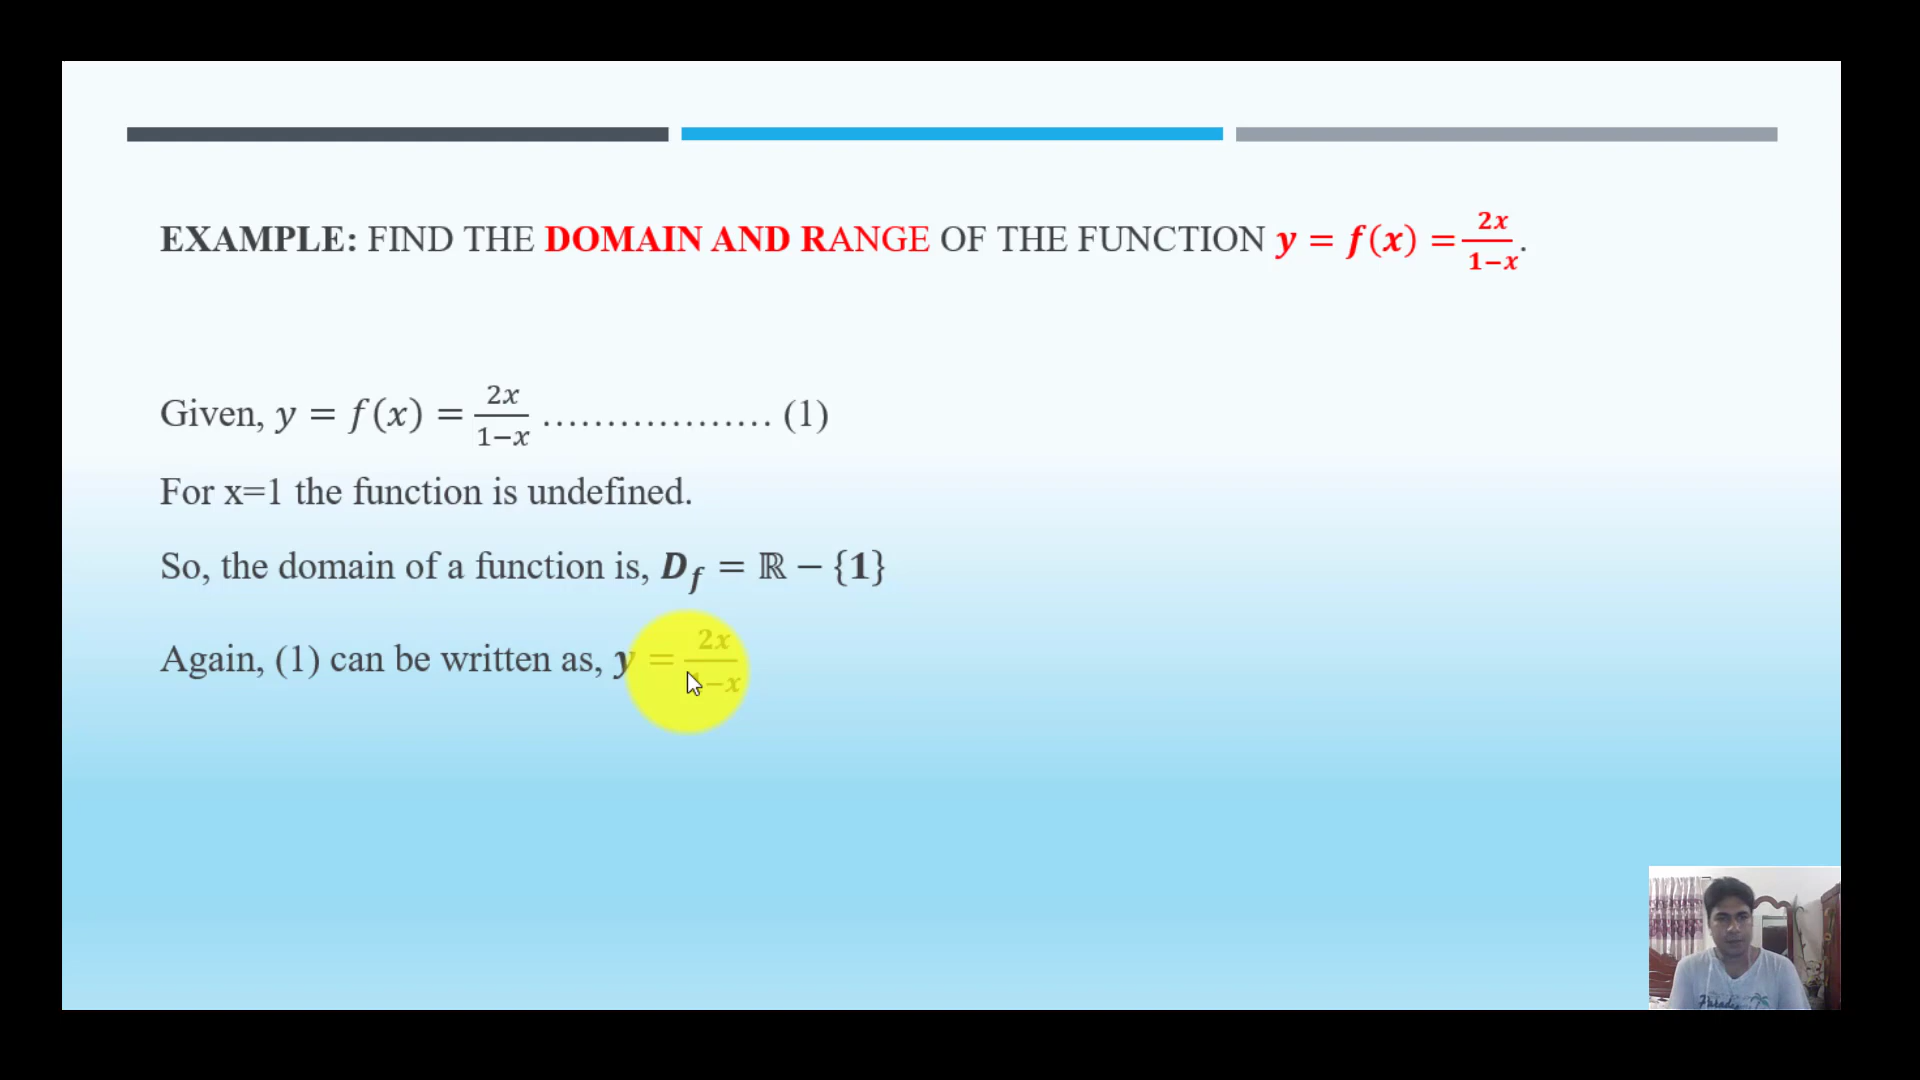 EXAMPLE: FIND THE DOMAIN AND RANGE OF THE FUNCTION y = f(x) = 2x/1−x.
Given, y = f(x) = 2x/1−x .................. (1)
For x=1 the function is undefined.
So, the domain of a function is, D_f = ℝ − {1}
Again, (1) can be written as, y = 2x/1−x